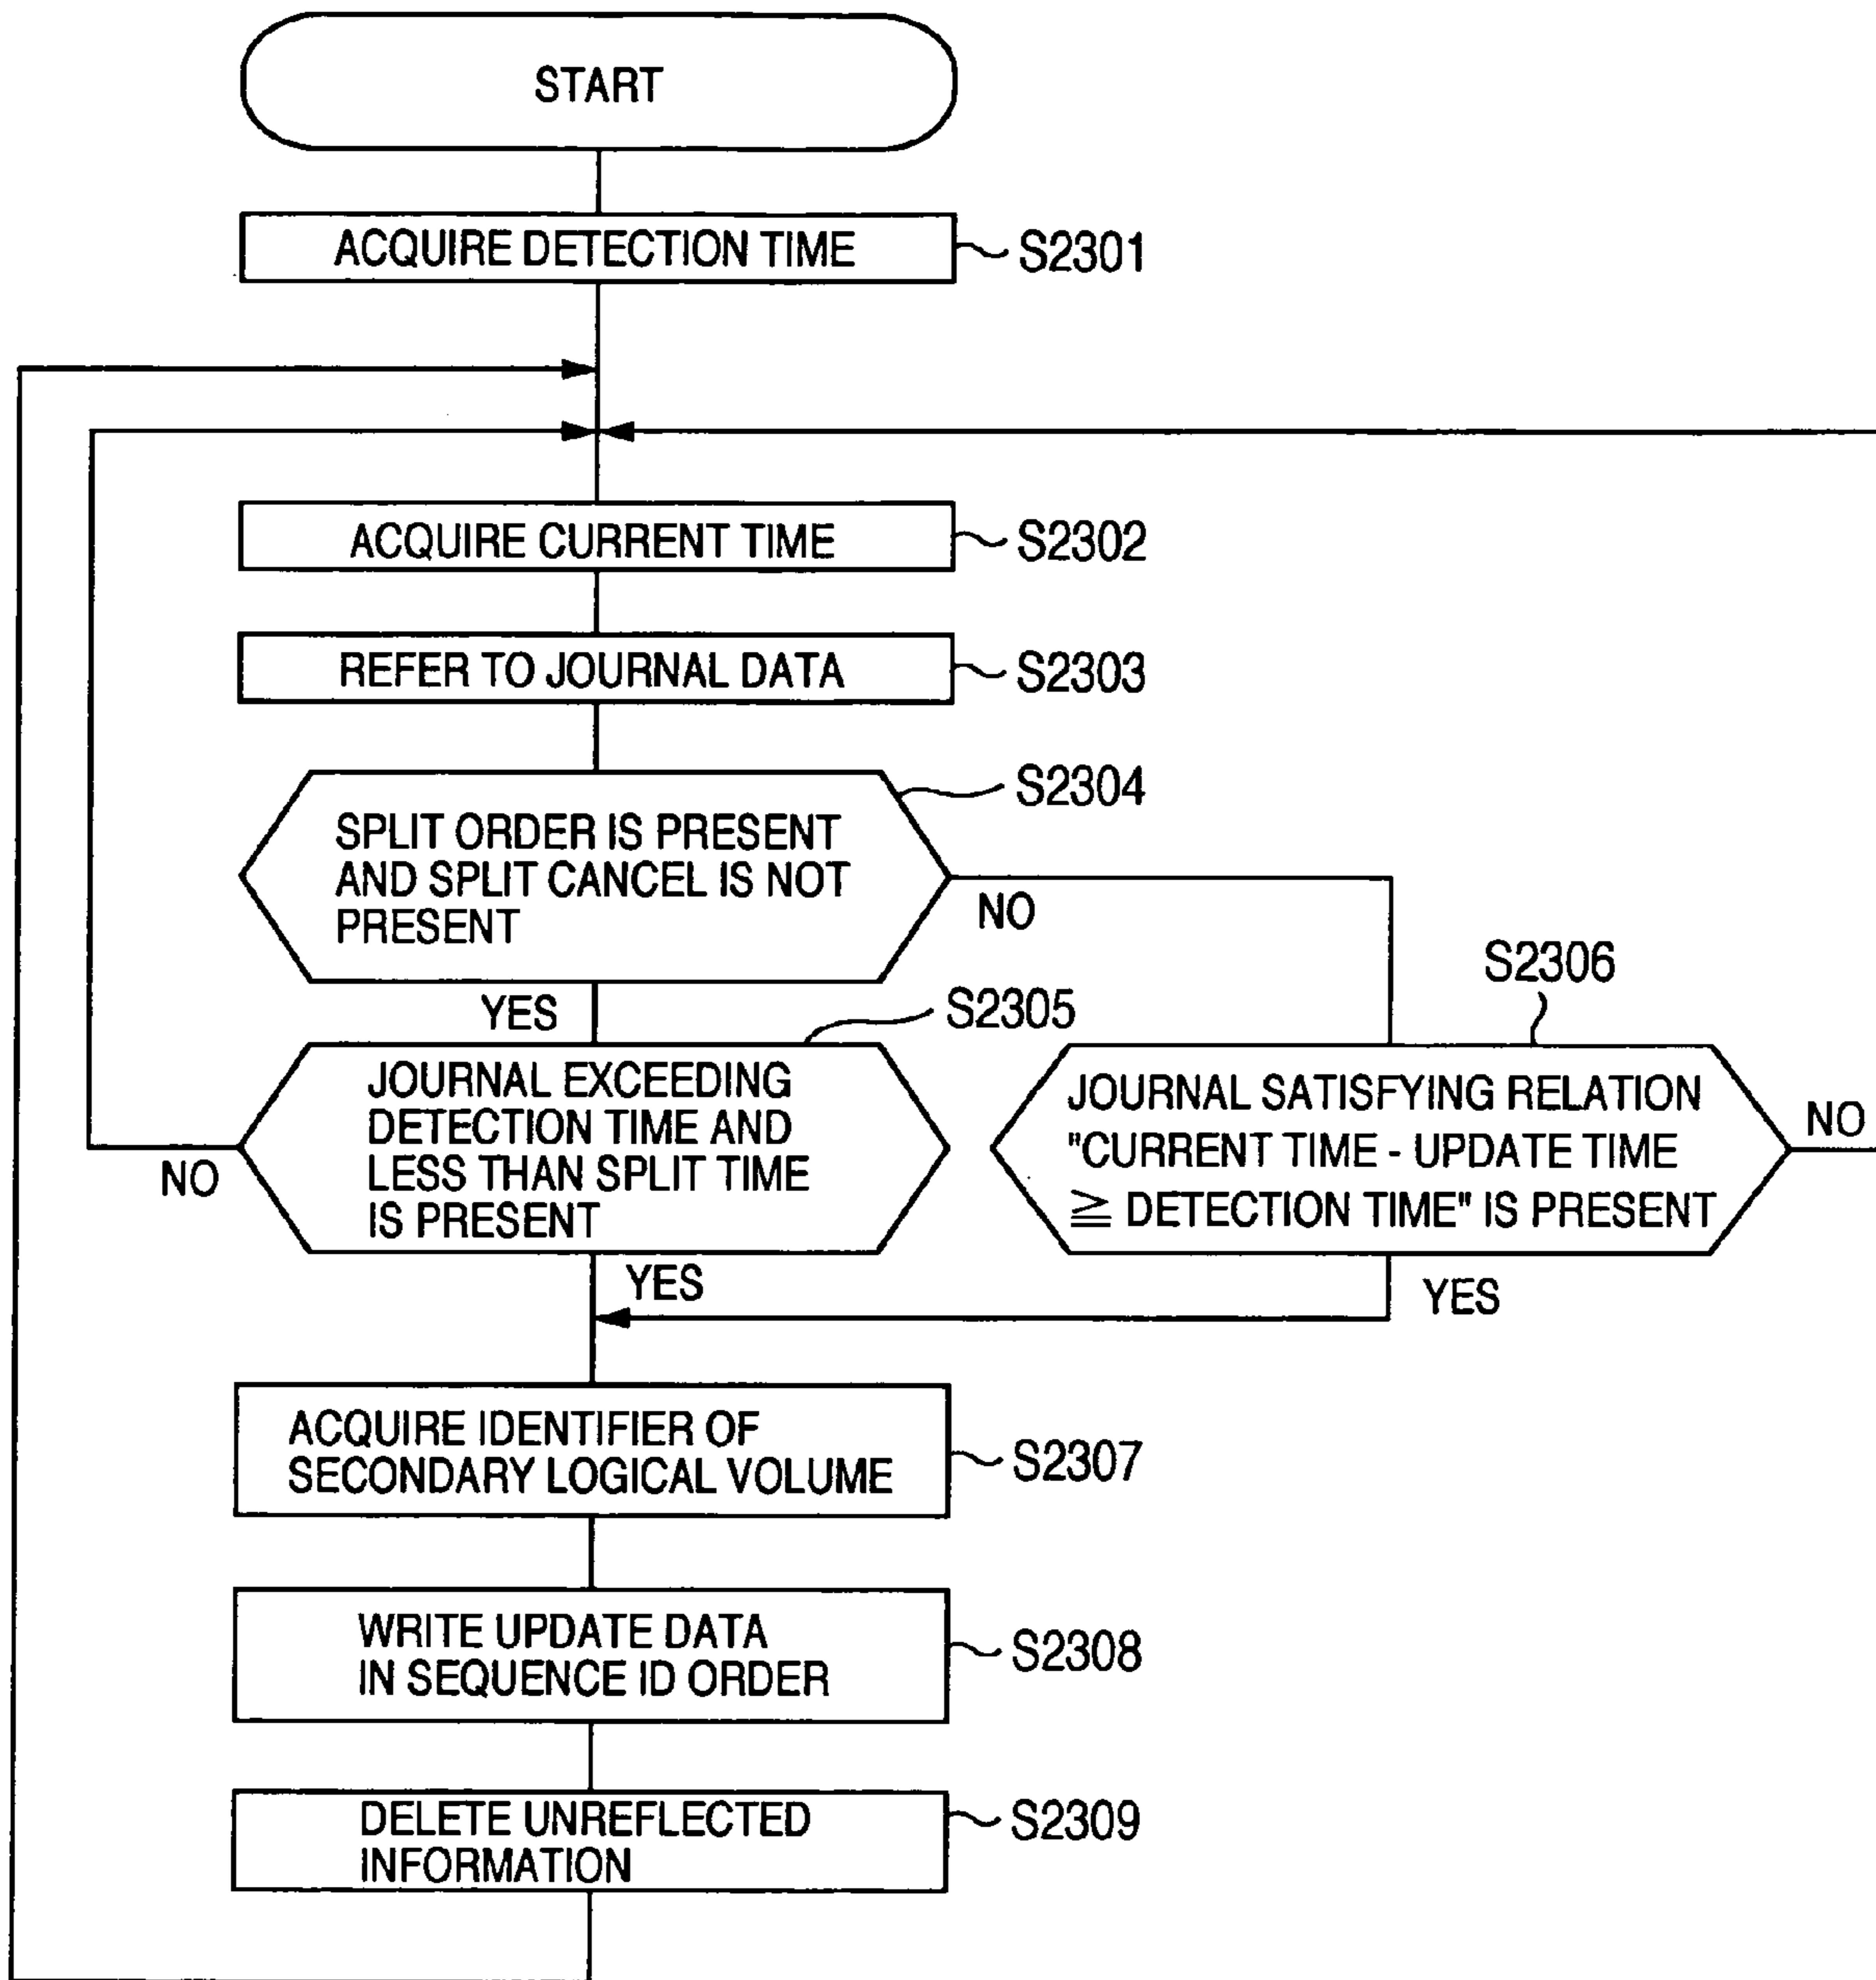 START
ACQUIRE DETECTION TIME
S2301
ACQUIRE CURRENT TIME
S2302
REFER TO JOURNAL DATA
S2303
S2304
SPLIT ORDER IS PRESENT
AND SPLIT CANCEL IS NOT
PRESENT
NO
YES
S2305
S2306
JOURNAL EXCEEDING
DETECTION TIME AND
LESS THAN SPLIT TIME
IS PRESENT
NO
YES
JOURNAL SATISFYING RELATION
"CURRENT TIME - UPDATE TIME
≧ DETECTION TIME" IS PRESENT
NO
YES
ACQUIRE IDENTIFIER OF
SECONDARY LOGICAL VOLUME
S2307
WRITE UPDATE DATA
IN SEQUENCE ID ORDER
S2308
DELETE UNREFLECTED
INFORMATION
S2309